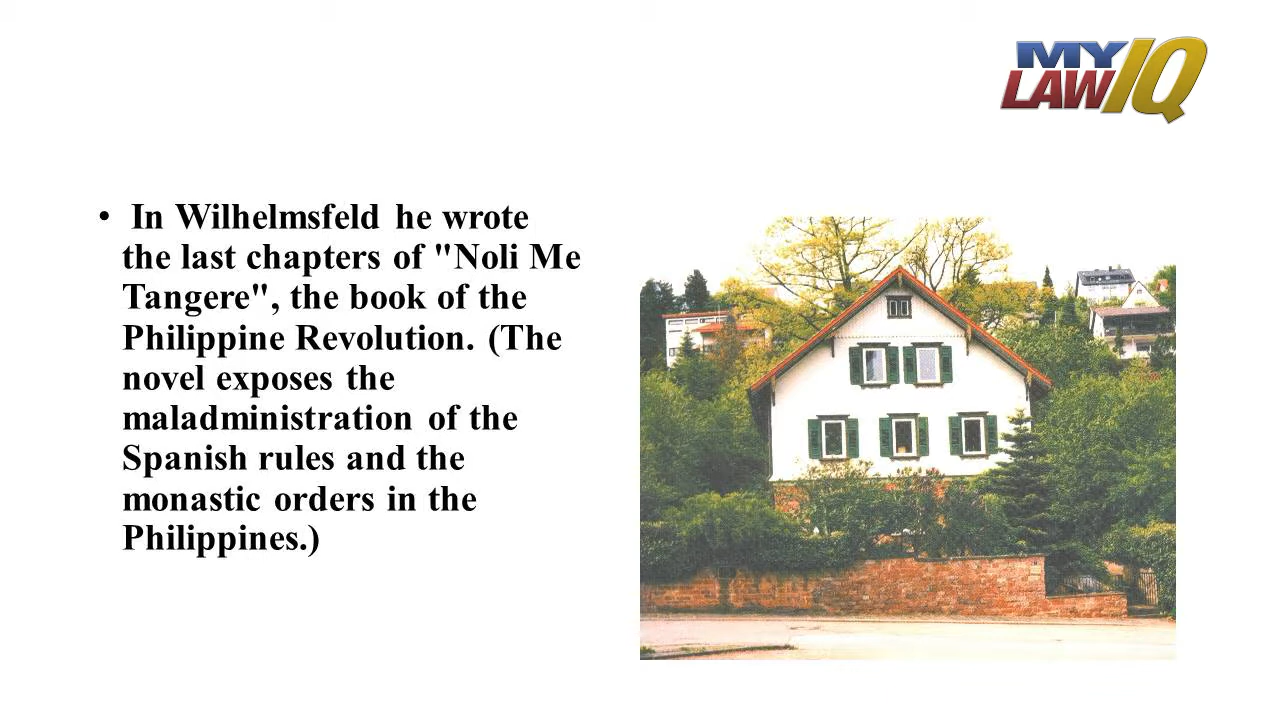 MY
LAW IQ
• In Wilhelmsfeld he wrote
the last chapters of "Noli Me
Tangere", the book of the
Philippine Revolution. (The
novel exposes the
maladministration of the
Spanish rules and the
monastic orders in the
Philippines.)